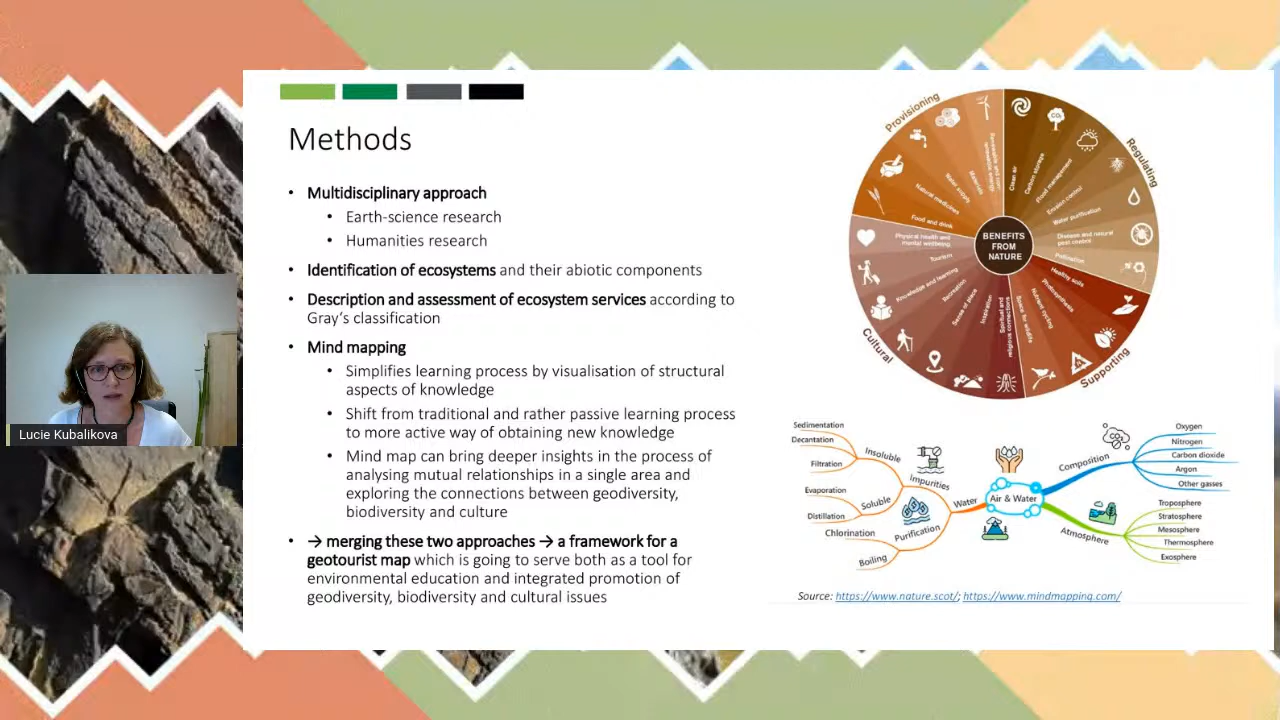 Methods
• Multidisciplinary approach
• Earth-science research
• Humanities research
• Identification of ecosystems and their abiotic components
• Description and assessment of ecosystem services according to
Gray's classification
• Mind mapping
• Simplifies learning process by visualisation of structural
aspects of knowledge
• Shift from traditional and rather passive learning process
to more active way of obtaining new knowledge
• Mind map can bring deeper insights in the process of
analysing mutual relationships in a single area and
exploring the connections between geodiversity,
biodiversity and culture
• → merging these two approaches → a framework for a
geotourist map which is going to serve both as a tool for
environmental education and integrated promotion of
geodiversity, biodiversity and cultural issues
Lucie Kubalikova
BENEFITS
FROM
NATURE
Provisioning
Materials
Water supply
Natural medicines
Food and drink
Regulating
Clean air
Carbon storage
Flood management
Erosion control
Water purification
Disease and natural
pest control
Pollination
Supporting
Healthy soils
Photosynthesis
Nutrient cycling
Space for wildlife
Cultural
Physical health and
mental wellbeing
Tourism
Knowledge and learning
Recreation
Sense of place
Inspiration
Spiritual and
religious connections
CO₂
Air & Water
Water
Impurities
Insoluble
Sedimentation
Decantation
Filtration
Soluble
Evaporation
Distillation
Purification
Chlorination
Boiling
Composition
Oxygen
Nitrogen
Carbon dioxide
Argon
Other gasses
Atmosphere
Troposphere
Stratosphere
Mesosphere
Thermosphere
Exosphere
Source: https://www.nature.scot/; https://www.mindmapping.com/